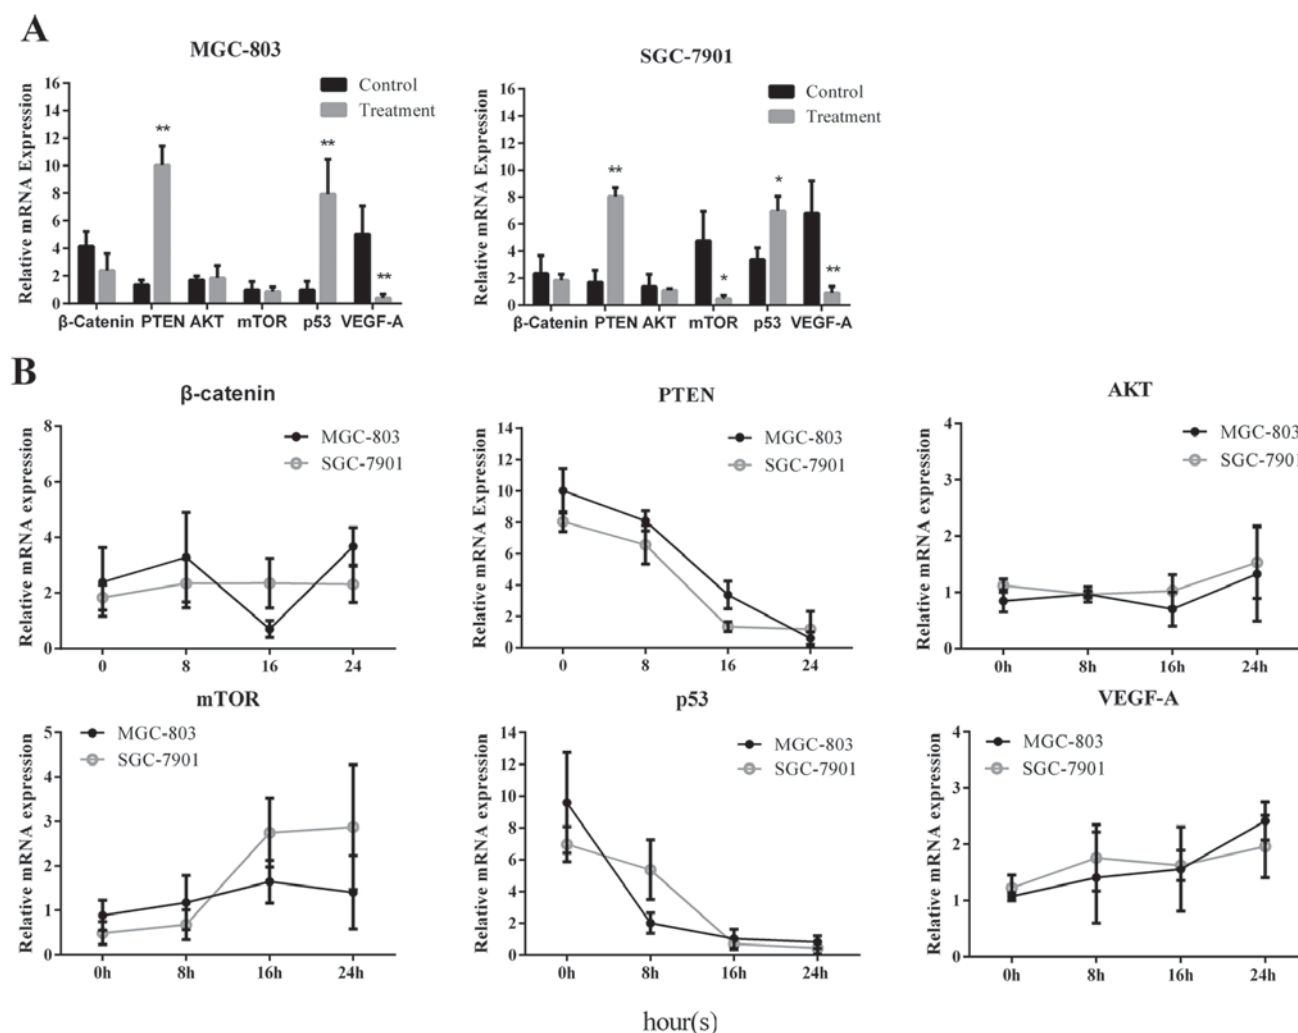 A
MGC-803
Relative mRNA Expression
16
14
12
10
8
6
4
2
0
Control
Treatment
**
**
**
β-Catenin PTEN AKT mTOR p53 VEGF-A
SGC-7901
Relative mRNA Expression
16
14
12
10
8
6
4
2
0
Control
Treatment
**
*
*
**
β-Catenin PTEN AKT mTOR p53 VEGF-A
B
β-catenin
Relative mRNA expression
8
6
4
2
0
MGC-803
SGC-7901
0 8 16 24
PTEN
Relative mRNA Expression
14
12
10
8
6
4
2
0
MGC-803
SGC-7901
0 8 16 24
AKT
Relative mRNA expression
4
3
2
1
0
MGC-803
SGC-7901
0h 8h 16h 24h
mTOR
Relative mRNA expression
5
4
3
2
1
0
MGC-803
SGC-7901
0h 8h 16h 24h
p53
Relative mRNA expression
14
12
10
8
6
4
2
0
MGC-803
SGC-7901
0h 8h 16h 24h
VEGF-A
Relative mRNA expression
4
3
2
1
0
MGC-803
SGC-7901
0h 8h 16h 24h
hour(s)